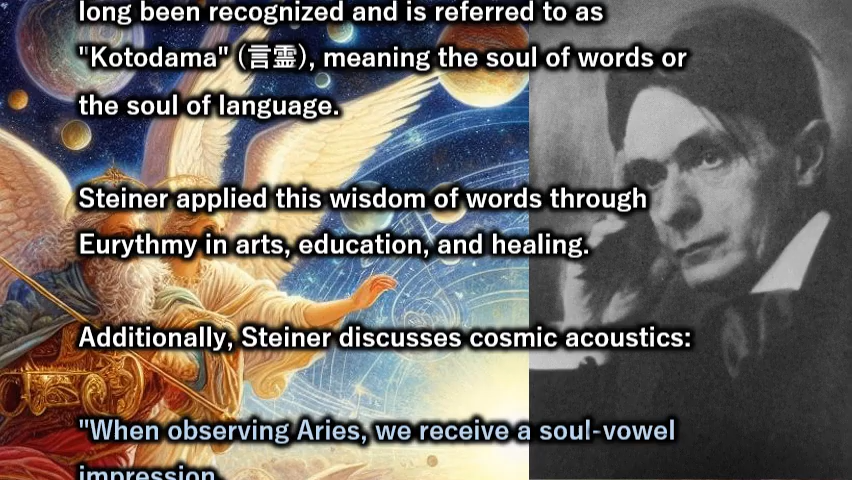 long been recognized and is referred to as
"Kotodama" (言霊), meaning the soul of words or
the soul of language.
Steiner applied this wisdom of words through
Eurythmy in arts, education, and healing.
Additionally, Steiner discusses cosmic acoustics:
"When observing Aries, we receive a soul-vowel
impression